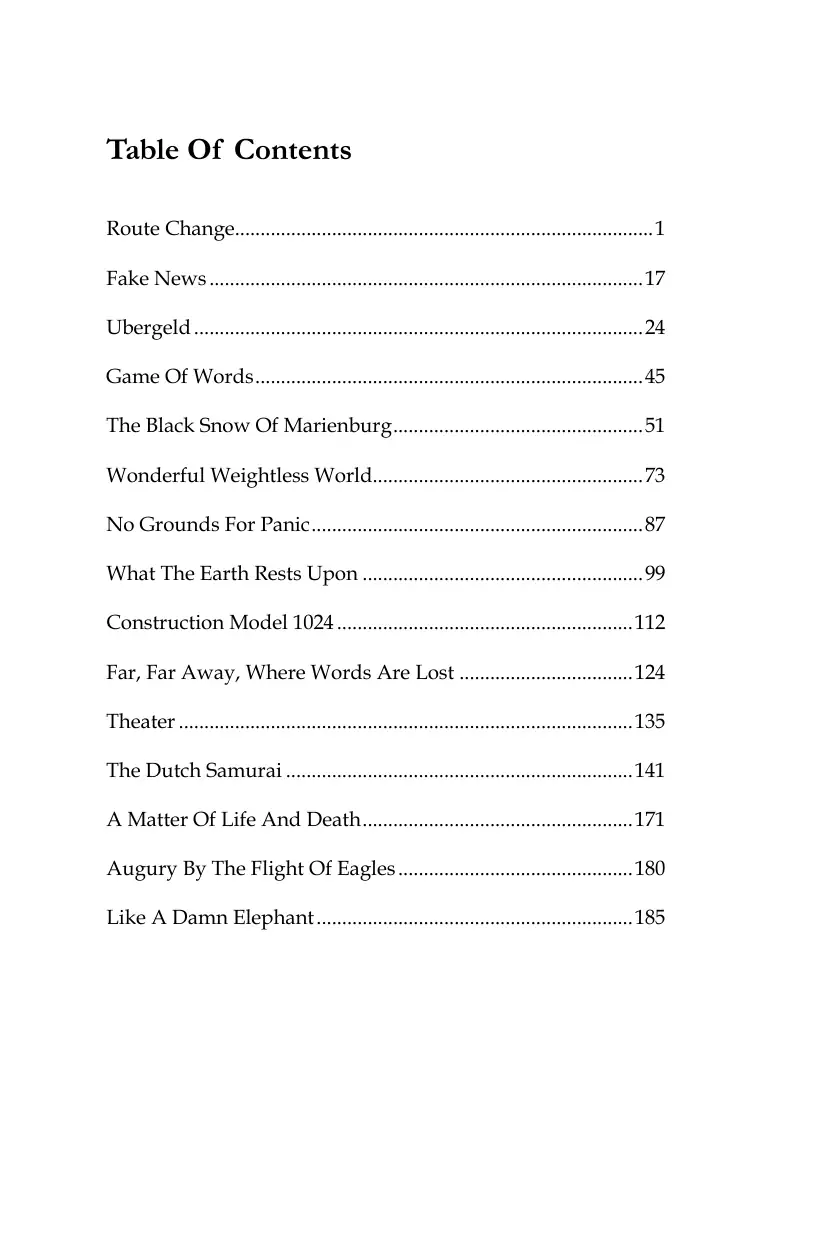 Table Of Contents
Route Change..................................................................................1
Fake News.....................................................................................17
Ubergeld........................................................................................24
Game Of Words............................................................................45
The Black Snow Of Marienburg.................................................51
Wonderful Weightless World.....................................................73
No Grounds For Panic.................................................................87
What The Earth Rests Upon .......................................................99
Construction Model 1024..........................................................112
Far, Far Away, Where Words Are Lost ..................................124
Theater.........................................................................................135
The Dutch Samurai ....................................................................141
A Matter Of Life And Death.....................................................171
Augury By The Flight Of Eagles..............................................180
Like A Damn Elephant..............................................................185